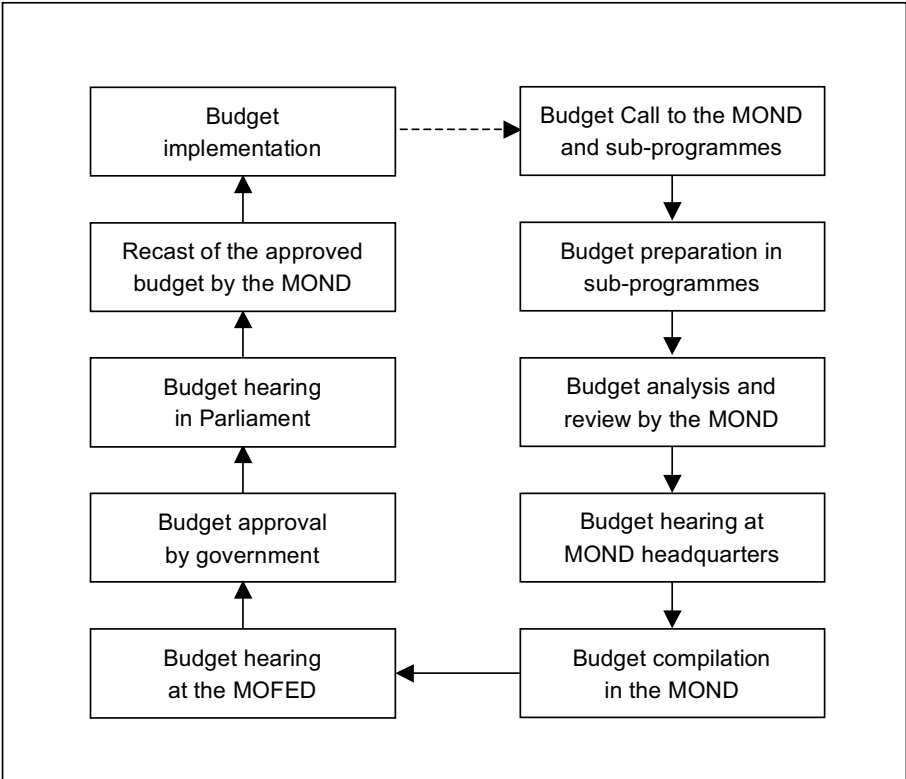 Budget
implementation
Budget Call to the MOND
and sub-programmes
Recast of the approved
budget by the MOND
Budget preparation in
sub-programmes
Budget hearing
in Parliament
Budget analysis and
review by the MOND
Budget approval
by government
Budget hearing at
MOND headquarters
Budget hearing
at the MOFED
Budget compilation
in the MOND